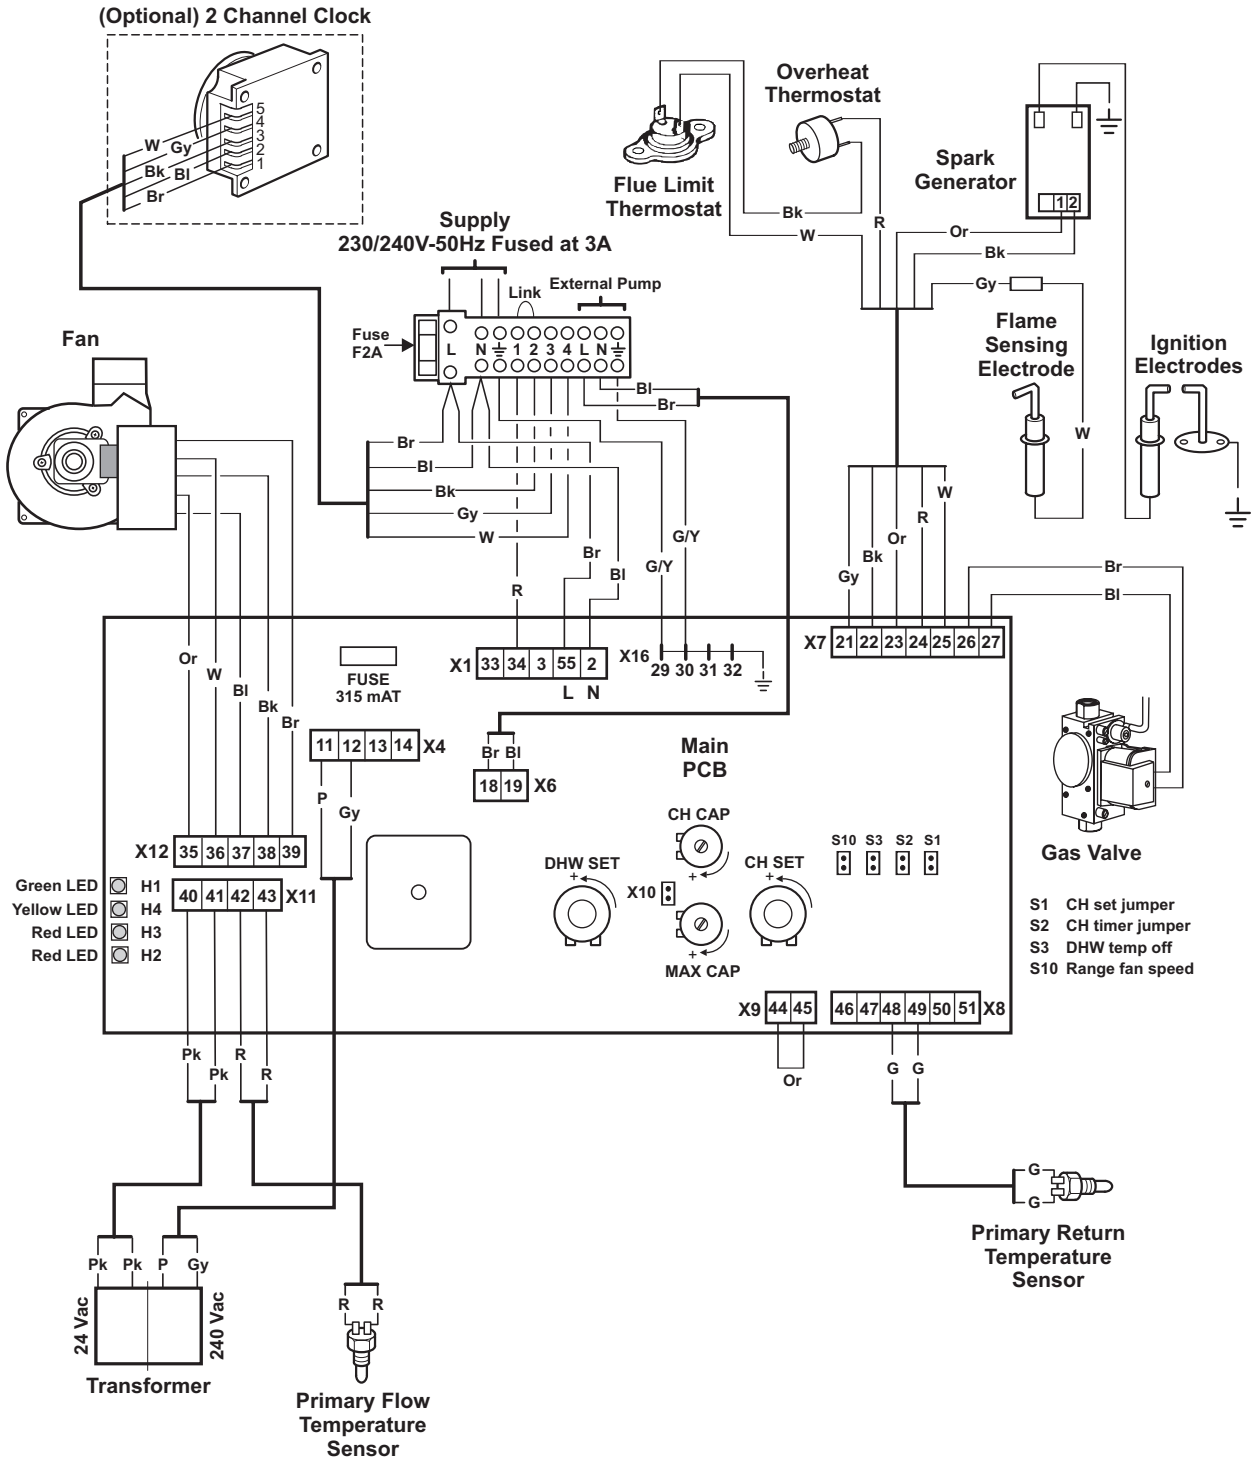 (Optional) 2 Channel Clock
5
4
3
2
1
W
Gy
Bk
Bl
Br
Overheat
Thermostat
Spark
Generator
1 2
Flue Limit
Thermostat
Bk
W
R
Or
Bk
Gy
Supply
230/240V-50Hz Fused at 3A
External Pump
Link
Fuse
F2A
L N 1 2 3 4 L N
Bl
Br
Fan
Flame
Sensing
Electrode
Ignition
Electrodes
W
Br
Bl
Bk
Gy
W
R
Br
Bl
G/Y
G/Y
Gy
Bk
Or
R
W
Br
Bl
X1 33 34 3 55 2
L N
X16
29 30 31 32
X7 21 22 23 24 25 26 27
FUSE
315 mAT
Or
W
Bl
Bk
Br
11 12 13 14 X4
P
Gy
Br Bl
18 19 X6
Main
PCB
Gas Valve
X12 35 36 37 38 39
40 41 42 43 X11
Green LED H1
Yellow LED H4
Red LED H3
Red LED H2
DHW SET
+
CH CAP
+
X10
CH SET
+
+
MAX CAP
S10 S3 S2 S1
S1 CH set jumper
S2 CH timer jumper
S3 DHW temp off
S10 Range fan speed
X9 44 45
46 47 48 49 50 51 X8
Pk
Pk
R
R
Or
G G
G
G
Primary Return
Temperature
Sensor
Pk Pk P Gy
24 Vac
240 Vac
Transformer
R R
Primary Flow
Temperature
Sensor